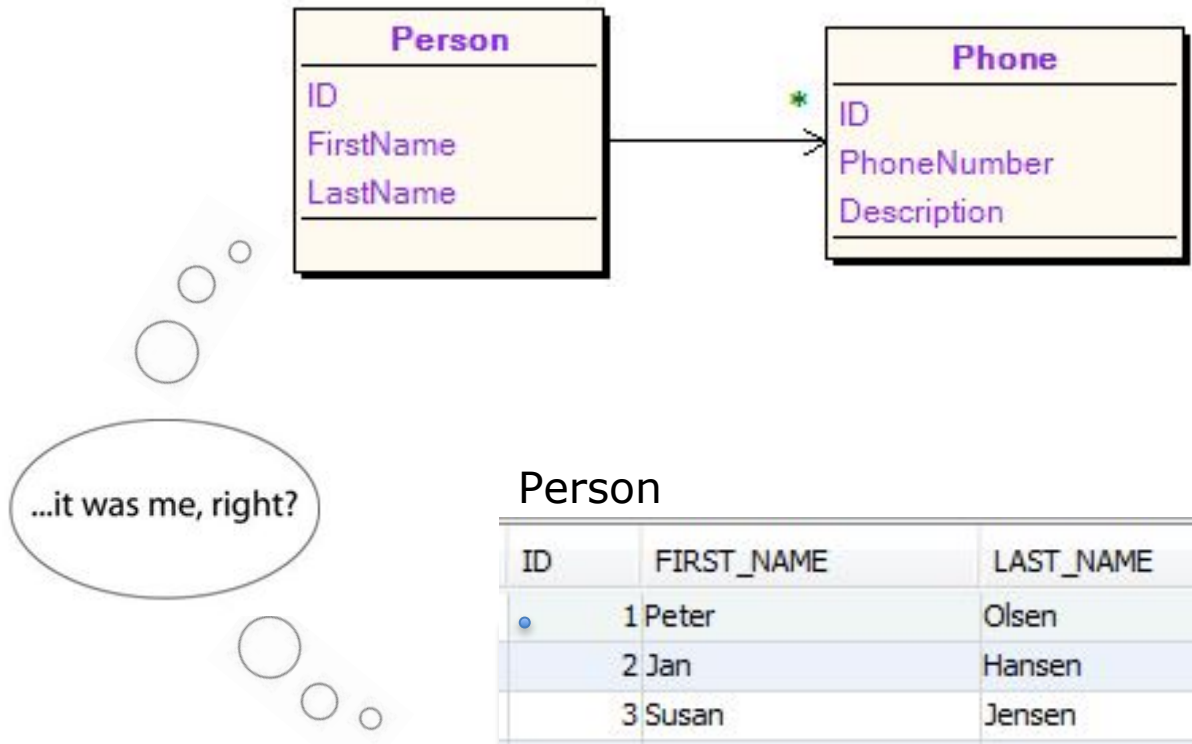 Person
ID
FirstName
LastName
*
Phone
ID
PhoneNumber
Description
...it was me, right?
Person
ID FIRST_NAME LAST_NAME
1 Peter Olsen
2 Jan Hansen
3 Susan Jensen